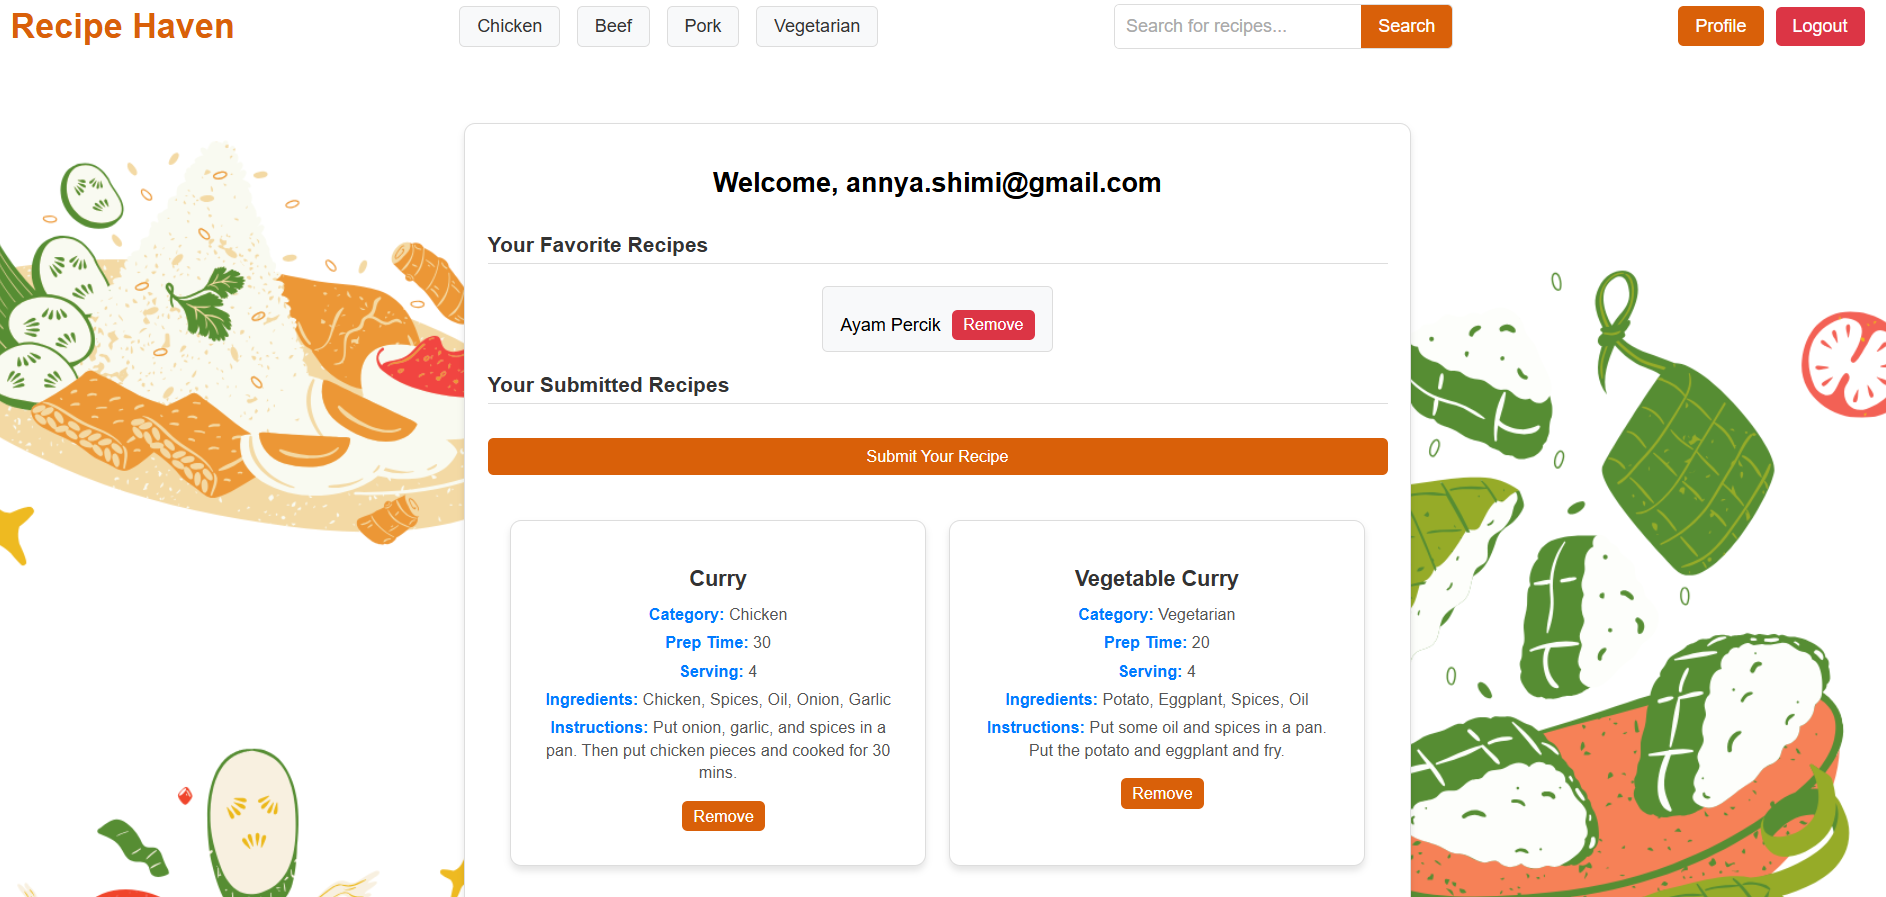 Recipe Haven
Chicken
Beef
Pork
Vegetarian
Search for recipes...
Search
Profile
Logout
Welcome, annya.shimi@gmail.com
Your Favorite Recipes
Ayam Percik
Remove
Your Submitted Recipes
Submit Your Recipe
Curry
Category: Chicken
Prep Time: 30
Serving: 4
Ingredients: Chicken, Spices, Oil, Onion, Garlic
Instructions: Put onion, garlic, and spices in a
pan. Then put chicken pieces and cooked for 30
mins.
Remove
Vegetable Curry
Category: Vegetarian
Prep Time: 20
Serving: 4
Ingredients: Potato, Eggplant, Spices, Oil
Instructions: Put some oil and spices in a pan.
Put the potato and eggplant and fry.
Remove